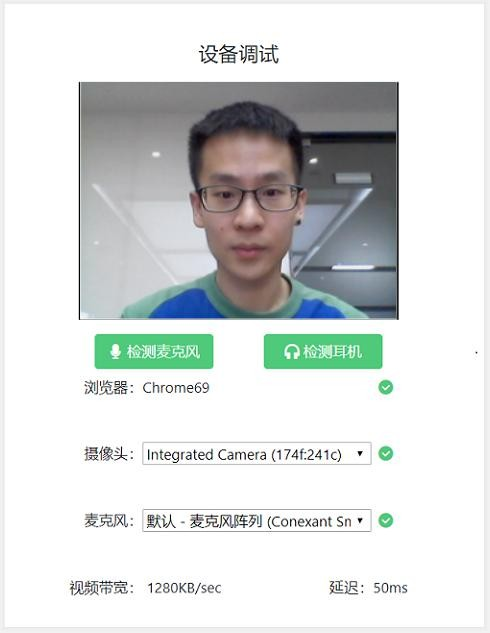 设备调试
检测麦克风 检测耳机
浏览器：Chrome69
摄像头：Integrated Camera (174f:241c)
麦克风：默认 - 麦克风阵列 (Conexant Sn
视频带宽： 1280KB/sec 延迟：50ms